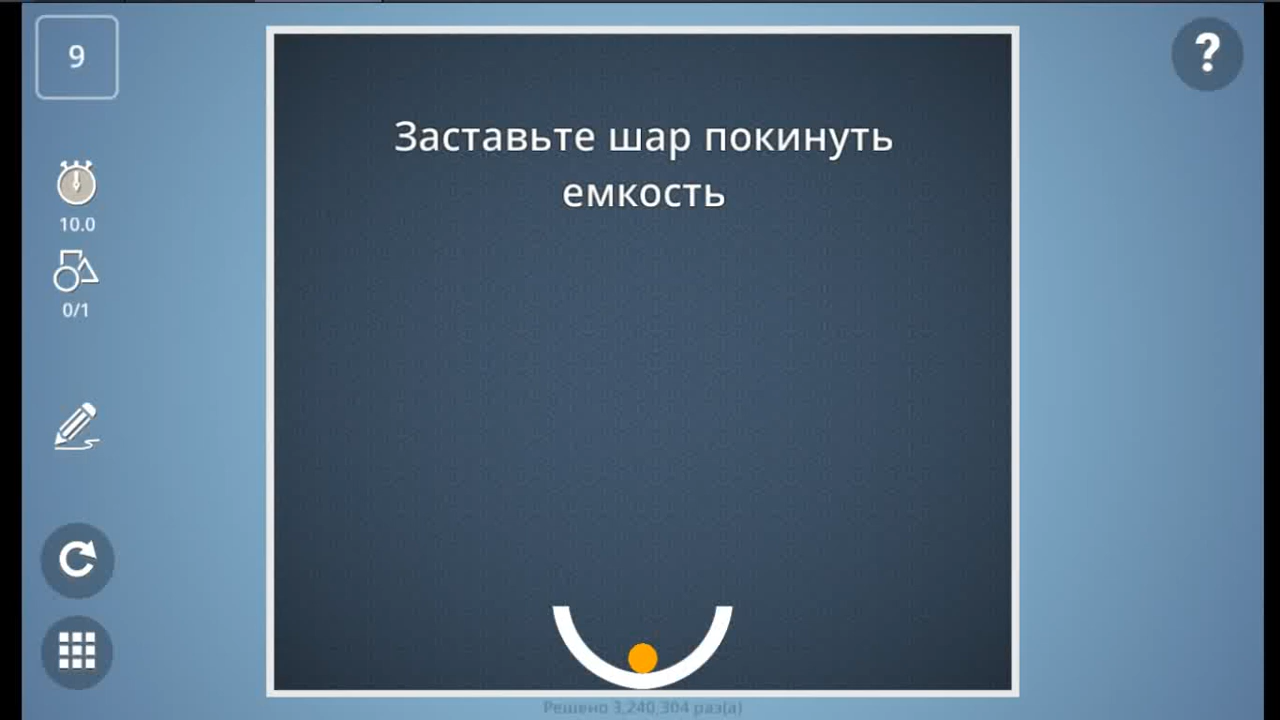 9
?
Заставьте шар покинуть
емкость
10.0
0/1
Решено 3,240,304 раз(а)